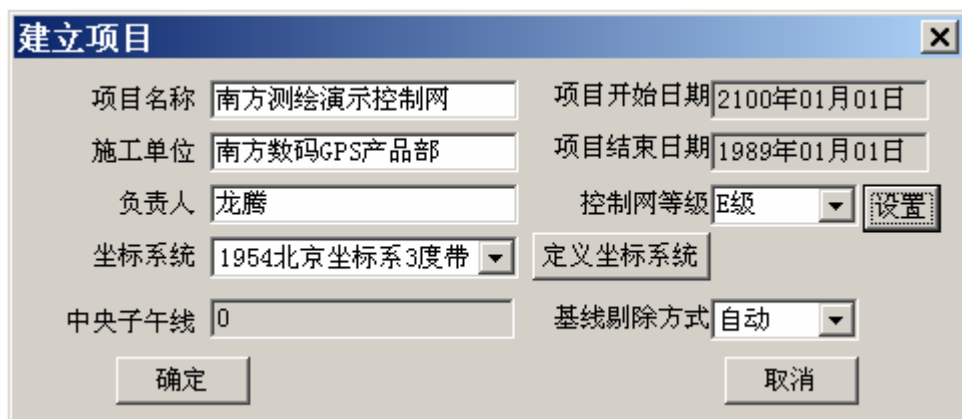 建立项目
项目名称 南方测绘演示控制网 项目开始日期 2100年01月01日
施工单位 南方数码GPS产品部 项目结束日期 1989年01月01日
负责人 龙腾 控制网等级 E级 设置
坐标系统 1954北京坐标系3度带 定义坐标系统
中央子午线 0 基线剔除方式 自动
确定 取消